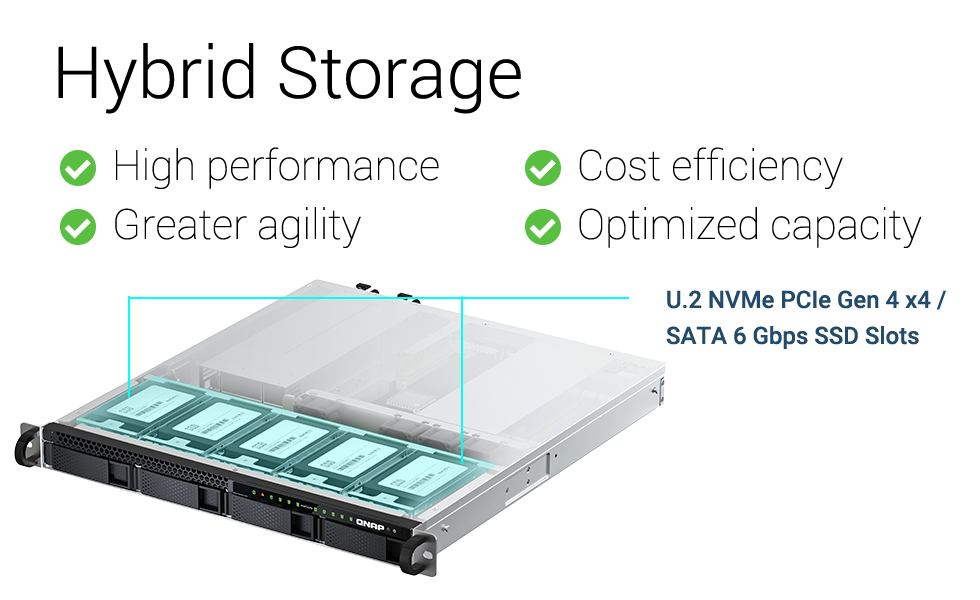 Hybrid Storage
High performance
Cost efficiency
Greater agility
Optimized capacity
U.2 NVMe PCIe Gen 4 x4 /
SATA 6 Gbps SSD Slots
QNAP